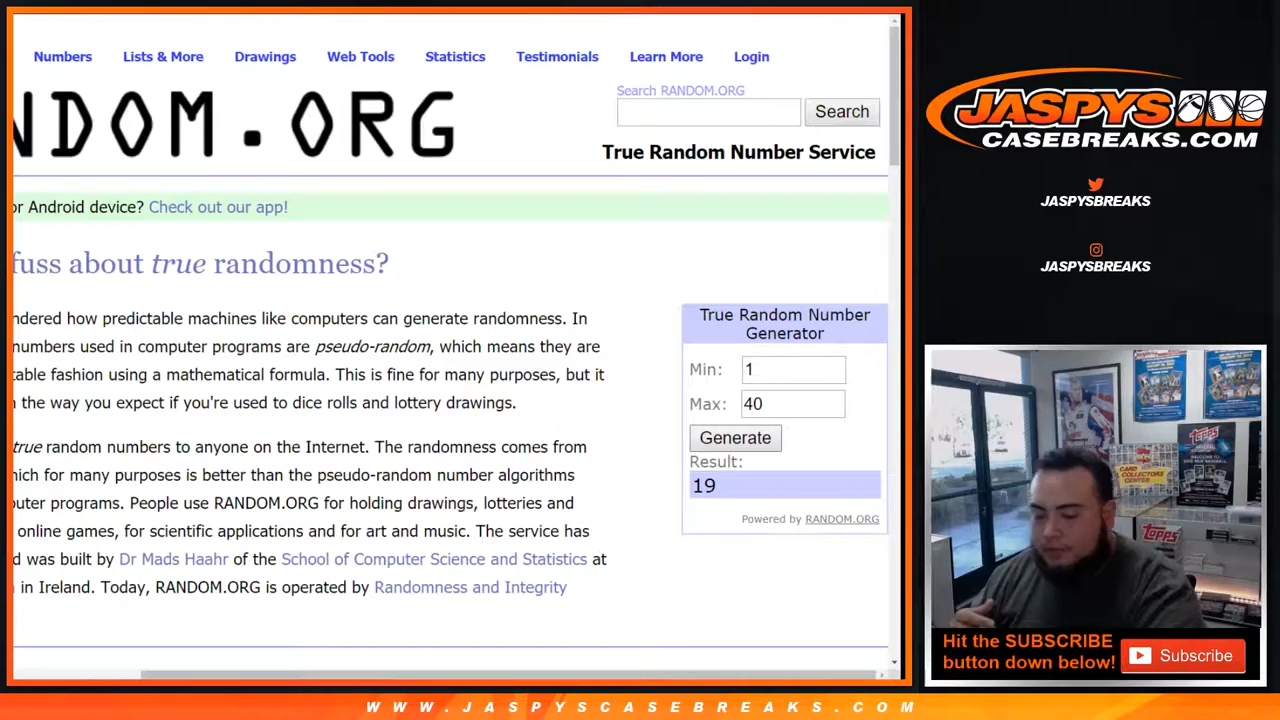 Numbers Lists & More Drawings Web Tools Statistics Testimonials Learn More Login
NDOM.ORG
Search RANDOM.ORG
Search
True Random Number Service
or Android device? Check out our app!
fuss about true randomness?
ndered how predictable machines like computers can generate randomness. In
numbers used in computer programs are pseudo-random, which means they are
table fashion using a mathematical formula. This is fine for many purposes, but it
n the way you expect if you're used to dice rolls and lottery drawings.
true random numbers to anyone on the Internet. The randomness comes from
hich for many purposes is better than the pseudo-random number algorithms
puter programs. People use RANDOM.ORG for holding drawings, lotteries and
online games, for scientific applications and for art and music. The service has
d was built by Dr Mads Haahr of the School of Computer Science and Statistics at
in Ireland. Today, RANDOM.ORG is operated by Randomness and Integrity
True Random Number
Generator
Min: 1
Max: 40
Generate
Result:
19
Powered by RANDOM.ORG
JASPYS
CASEBREAKS.COM
JASPYSBREAKS
JASPYSBREAKS
CARD
COLLECTORS
CENTER
TOPPS
TOPPS
Hit the SUBSCRIBE
button down below!
Subscribe
WWW.JASPYSCASEBREAKS.COM